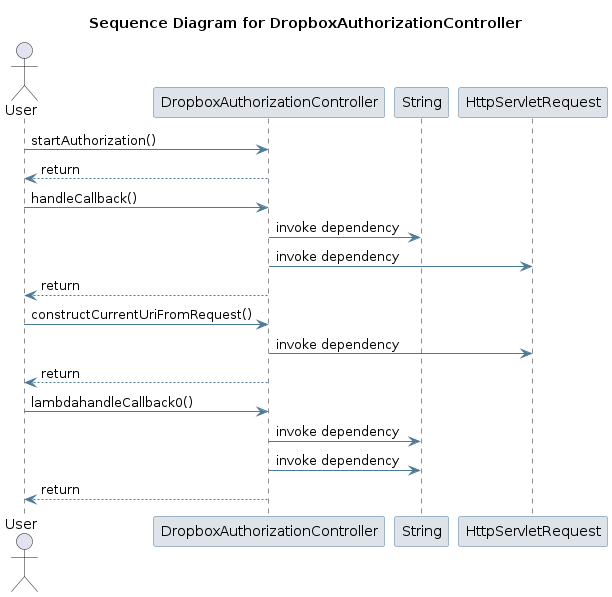 Sequence Diagram for DropboxAuthorizationController
User
DropboxAuthorizationController
String
HttpServletRequest
startAuthorization()
return
handleCallback()
invoke dependency
invoke dependency
return
constructCurrentUriFromRequest()
invoke dependency
return
lambdahandleCallback0()
invoke dependency
invoke dependency
return
User
DropboxAuthorizationController
String
HttpServletRequest